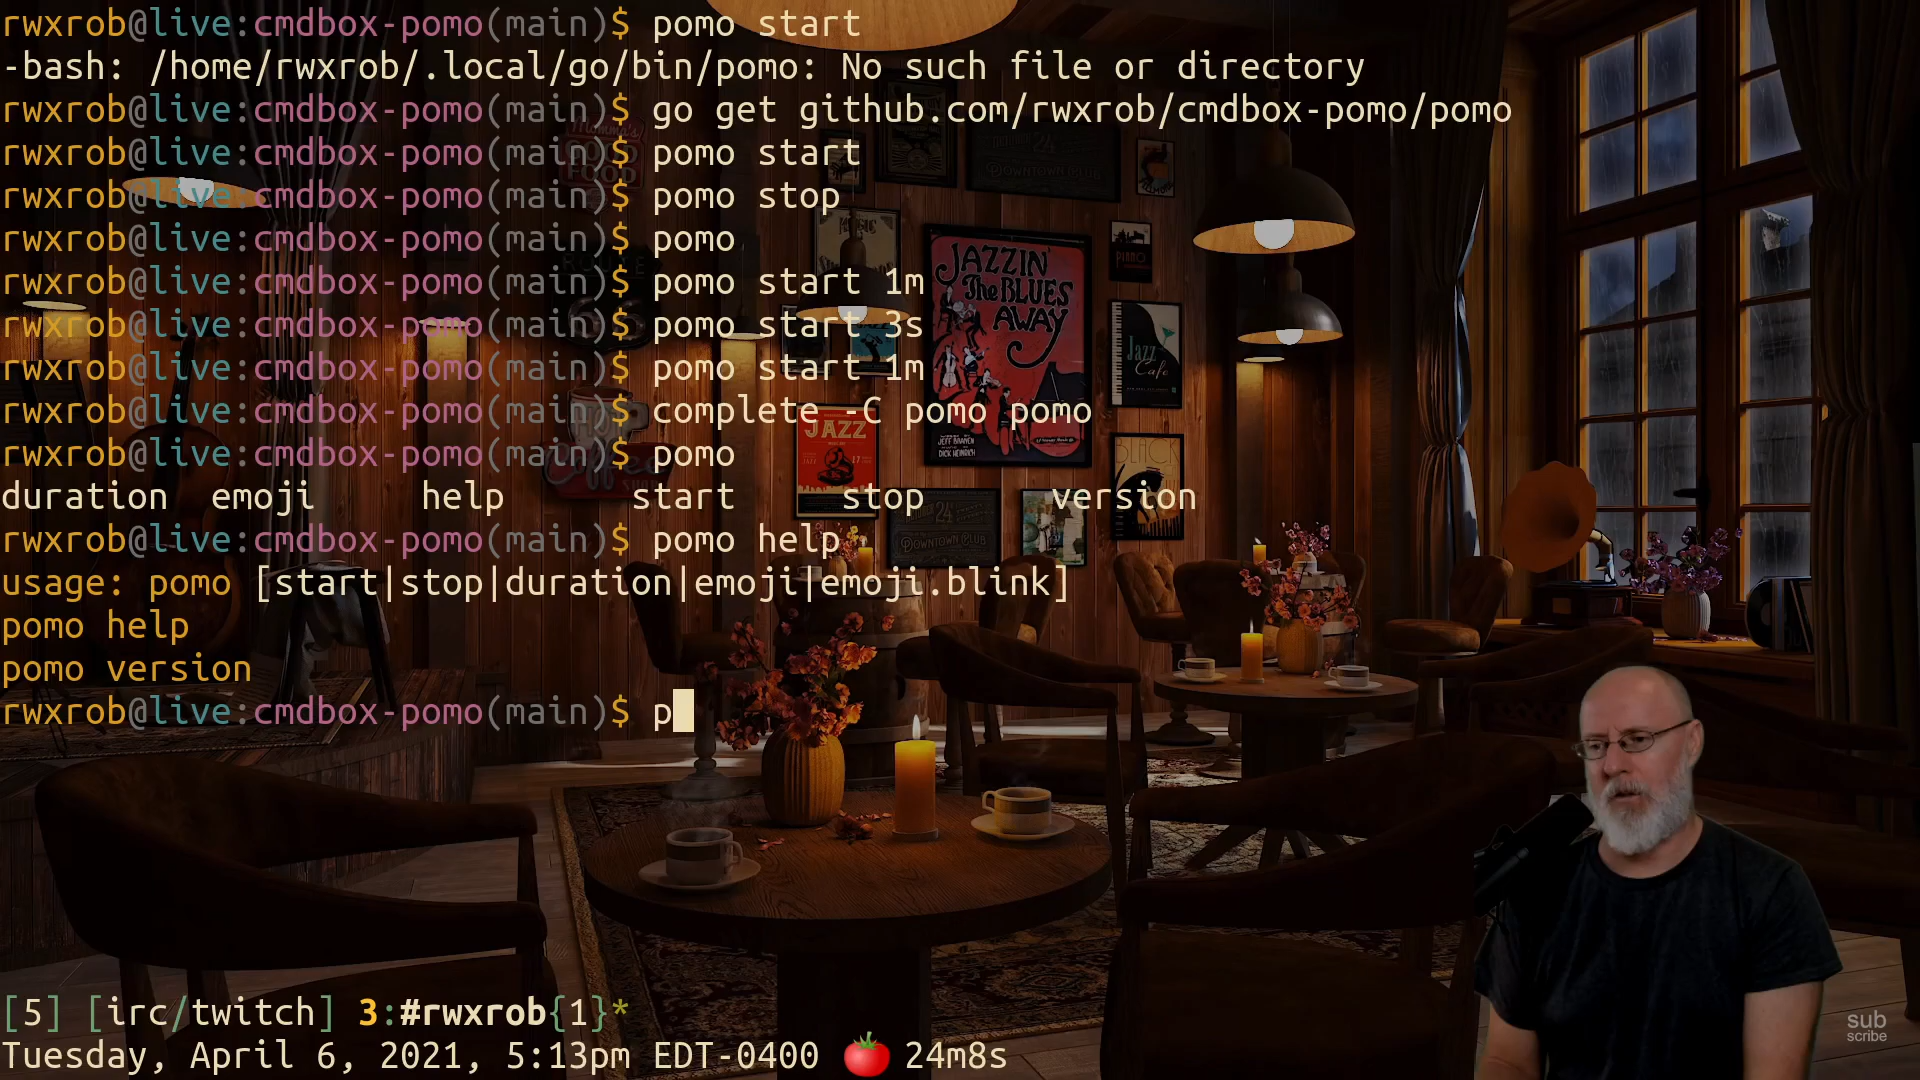 rwxrob@live:cmdbox-pomo(main)$ pomo start
-bash: /home/rwxrob/.local/go/bin/pomo: No such file or directory
rwxrob@live:cmdbox-pomo(main)$ go get github.com/rwxrob/cmdbox-pomo/pomo
rwxrob@live:cmdbox-pomo(main)$ pomo start
rwxrob@live:cmdbox-pomo(main)$ pomo stop
rwxrob@live:cmdbox-pomo(main)$ pomo
rwxrob@live:cmdbox-pomo(main)$ pomo start 1m
rwxrob@live:cmdbox-pomo(main)$ pomo start 3s
rwxrob@live:cmdbox-pomo(main)$ pomo start 1m
rwxrob@live:cmdbox-pomo(main)$ complete -C pomo pomo
rwxrob@live:cmdbox-pomo(main)$ pomo
duration emoji help start stop version
rwxrob@live:cmdbox-pomo(main)$ pomo help
usage: pomo [start|stop|duration|emoji|emoji.blink]
pomo help
pomo version
rwxrob@live:cmdbox-pomo(main)$ p
JAZZIN'
The BLUES
AWAY
Jazz
Cafe
JAZZ
PIANO
DOWNTOWN CLUB
[5] [irc/twitch] 3:#rwxrob{1}*
Tuesday, April 6, 2021, 5:13pm EDT-0400 🍅 24m8s
sub
scribe